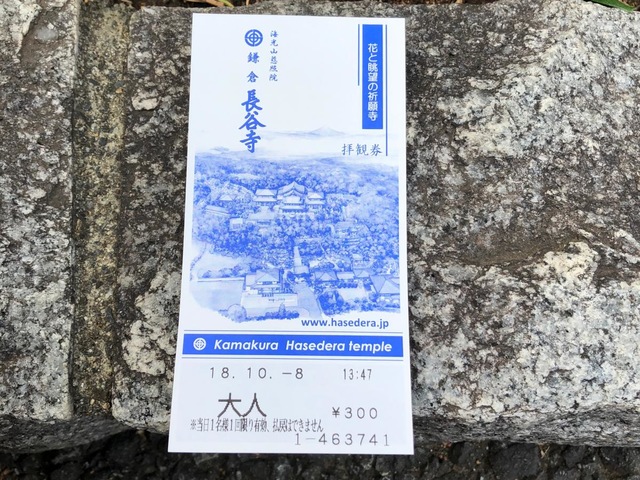 花と眺望の祈願寺
海光山慈照院
鎌倉 長谷寺
拝観券
www.hasedera.jp
Kamakura Hasedera temple
18.10.-8 13:47
大人 ¥300
※当日1名様1回限り有効、払戻はできません
1-463741